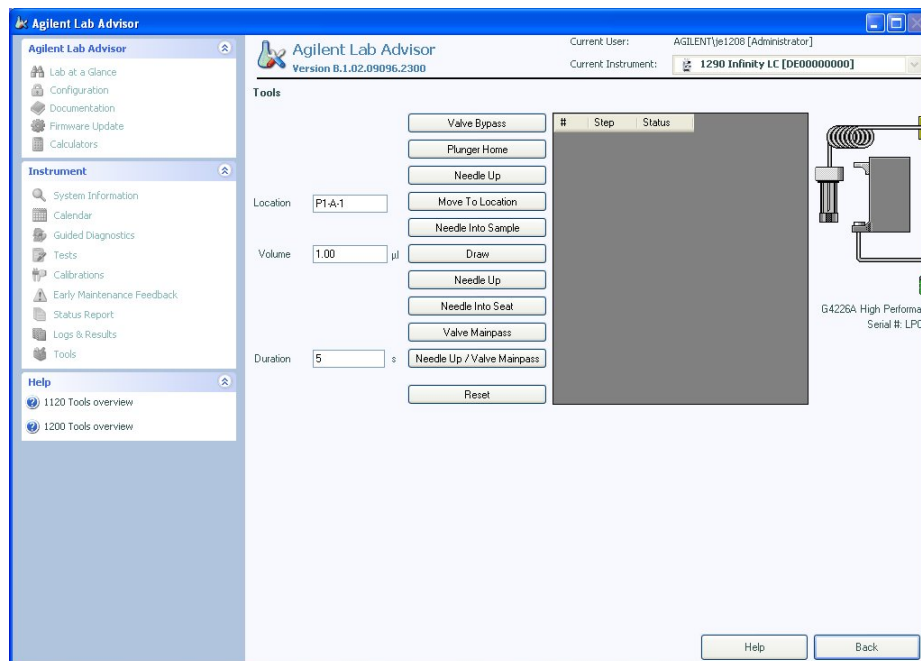 Agilent Lab Advisor
Agilent Lab Advisor
Lab at a Glance
Configuration
Documentation
Firmware Update
Calculators
Instrument
System Information
Calendar
Guided Diagnostics
Tests
Calibrations
Early Maintenance Feedback
Status Report
Logs & Results
Tools
Help
1120 Tools overview
1200 Tools overview
Agilent Lab Advisor
Version B.1.02.09096.2300
Current User: AGILENT\je1208 [Administrator]
Current Instrument: 1290 Infinity LC [DE00000000]
Tools
Valve Bypass
Plunger Home
Needle Up
Location P1-A-1 Move To Location
Needle Into Sample
Volume 1.00 µl Draw
Needle Up
Needle Into Seat
Valve Mainpass
Duration 5 s Needle Up / Valve Mainpass
Reset
# Step Status
G4226A High Performa
Serial #: LP
Help Back